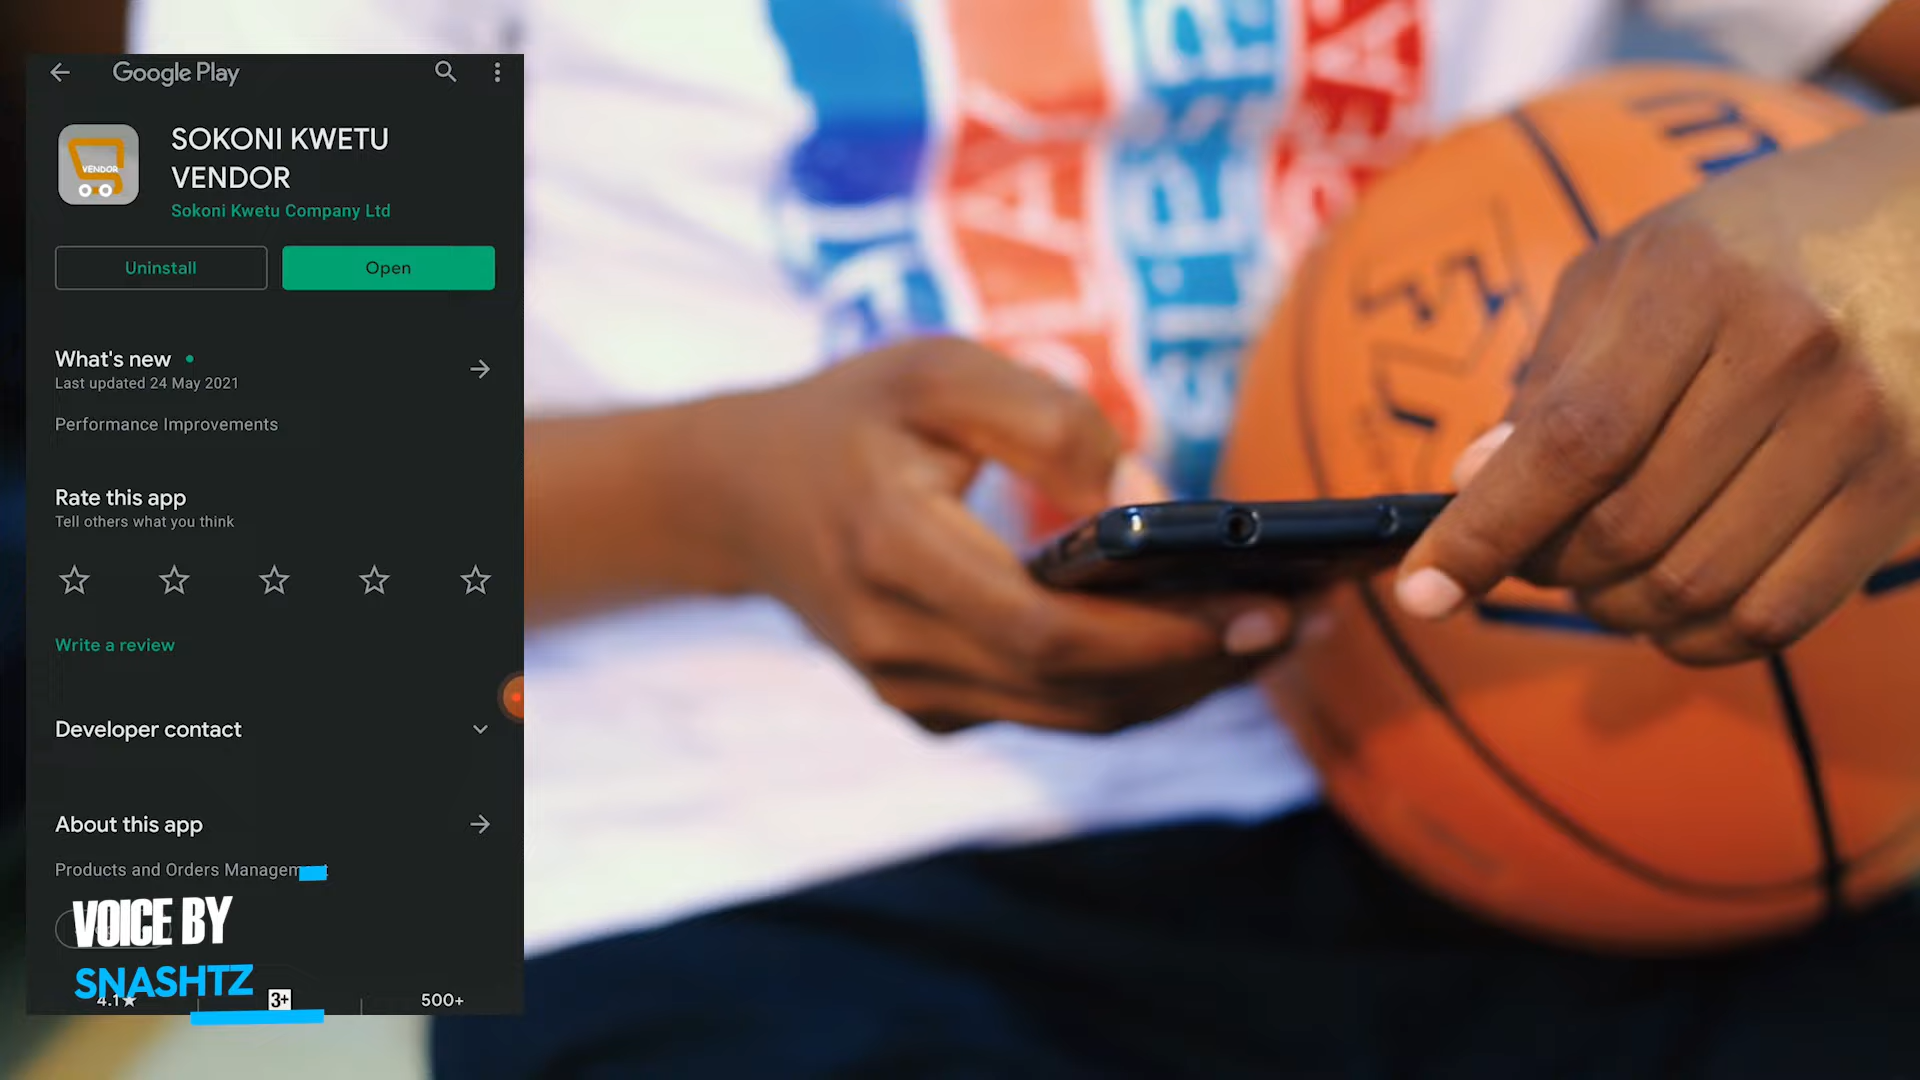 Google Play
SOKONI KWETU
VENDOR
VENDOR
Sokoni Kwetu Company Ltd
Uninstall
Open
What's new
Last updated 24 May 2021
Performance Improvements
Rate this app
Tell others what you think
Write a review
Developer contact
About this app
Products and Orders
VOICE BY
SNASHTZ
4.1★
3+
500+